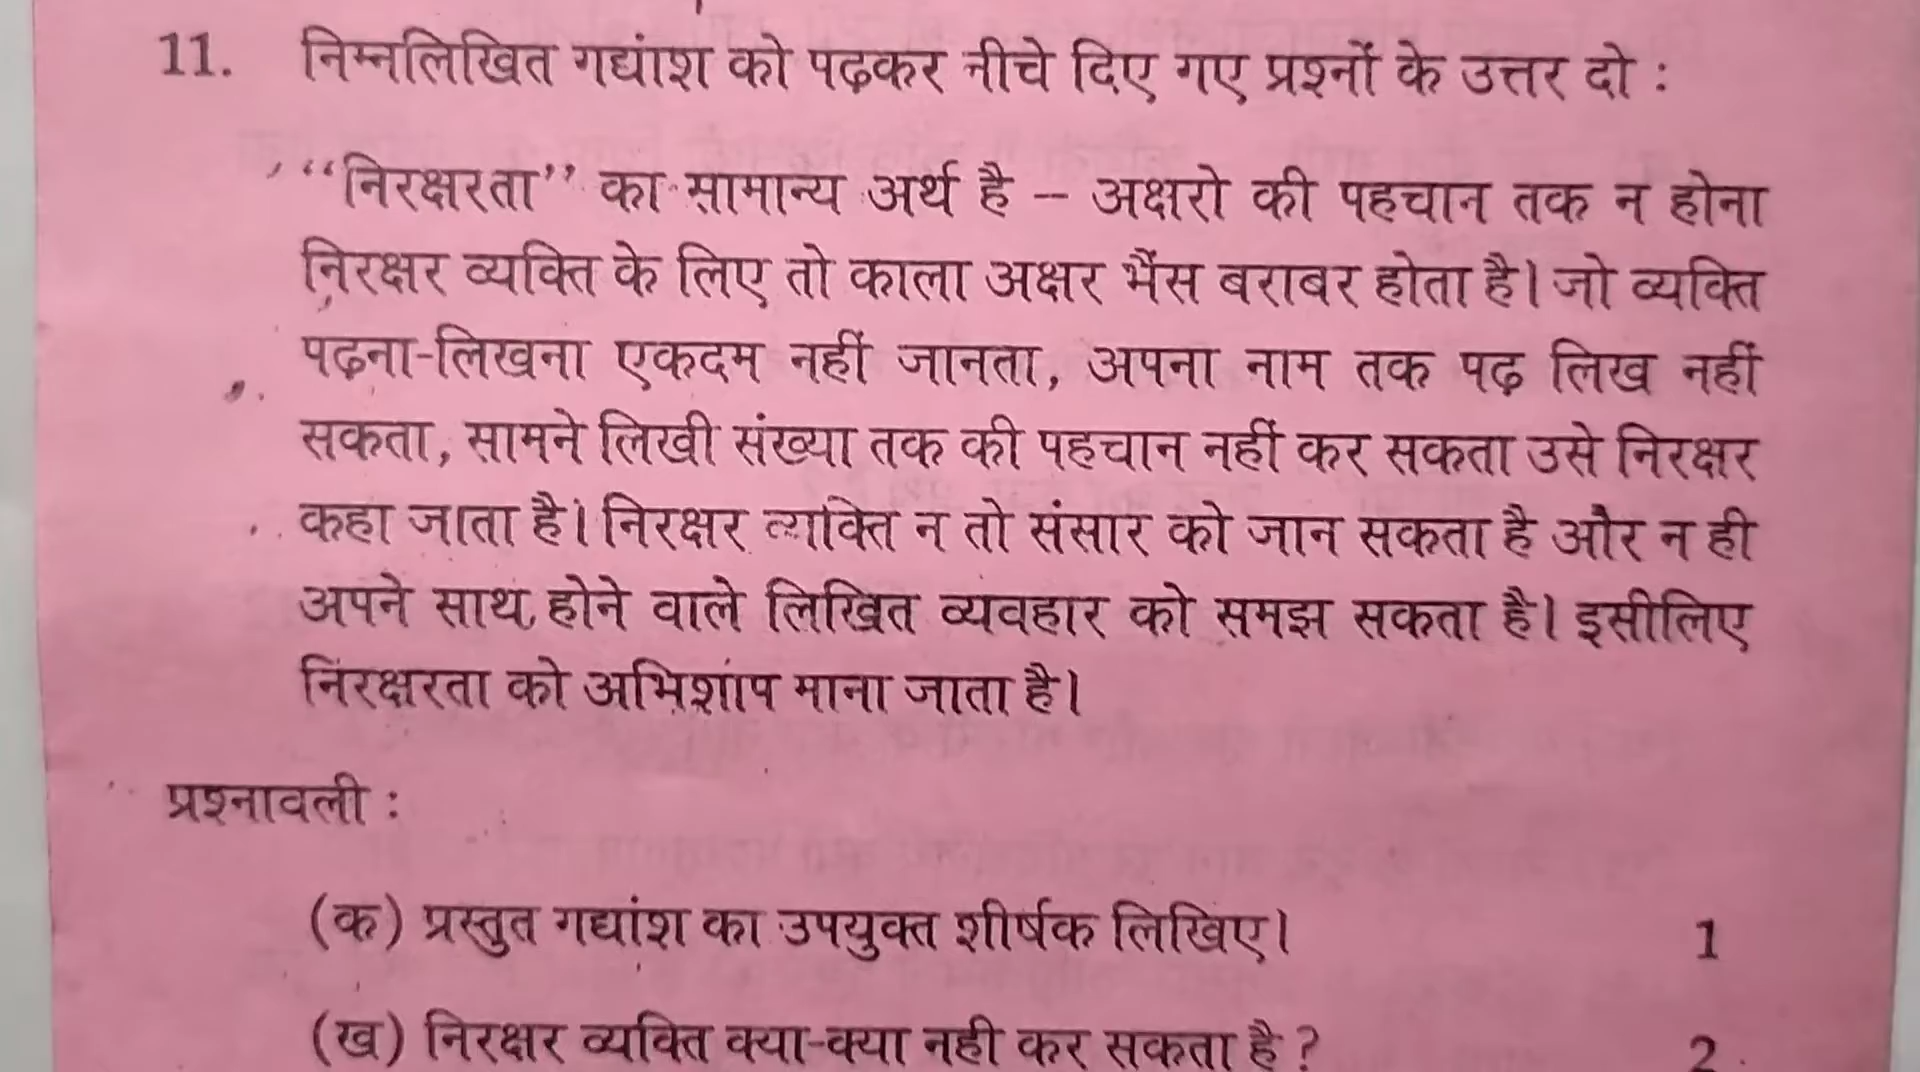 11. निम्नलिखित गद्यांश को पढ़कर नीचे दिए गए प्रश्नों के उत्तर दो :
“निरक्षरता” का सामान्य अर्थ है – अक्षरो की पहचान तक न होना
निरक्षर व्यक्ति के लिए तो काला अक्षर भैंस बराबर होता है। जो व्यक्ति
पढ़ना-लिखना एकदम नहीं जानता, अपना नाम तक पढ़ लिख नहीं
सकता, सामने लिखी संख्या तक की पहचान नहीं कर सकता उसे निरक्षर
कहा जाता है। निरक्षर व्यक्ति न तो संसार को जान सकता है और न ही
अपने साथ होने वाले लिखित व्यवहार को समझ सकता है। इसीलिए
निरक्षरता को अभिशाप माना जाता है।
प्रश्नावली :
(क) प्रस्तुत गद्यांश का उपयुक्त शीर्षक लिखिए। 1
(ख) निरक्षर व्यक्ति क्या-क्या नही कर सकता है ? 2